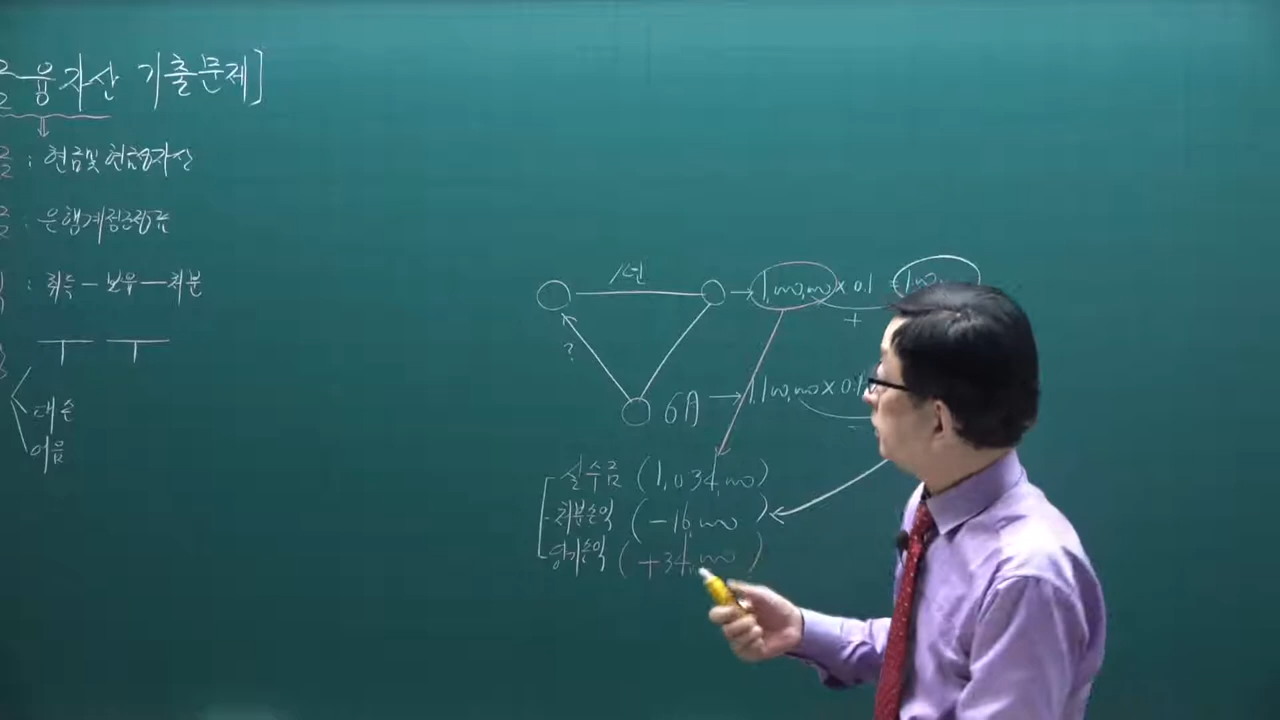 융자산 기출문제]
: 현금및현금성자산
: 은행계정조정표
: 취득 - 보유 - 처분
대손
어음
1년
1,000,000 × 0.1
+
?
6月 → 1,100,000 × 0.1
-
실수금 (1,034,000)
처분손익 (-16,000)
당기손익 (+34,000)